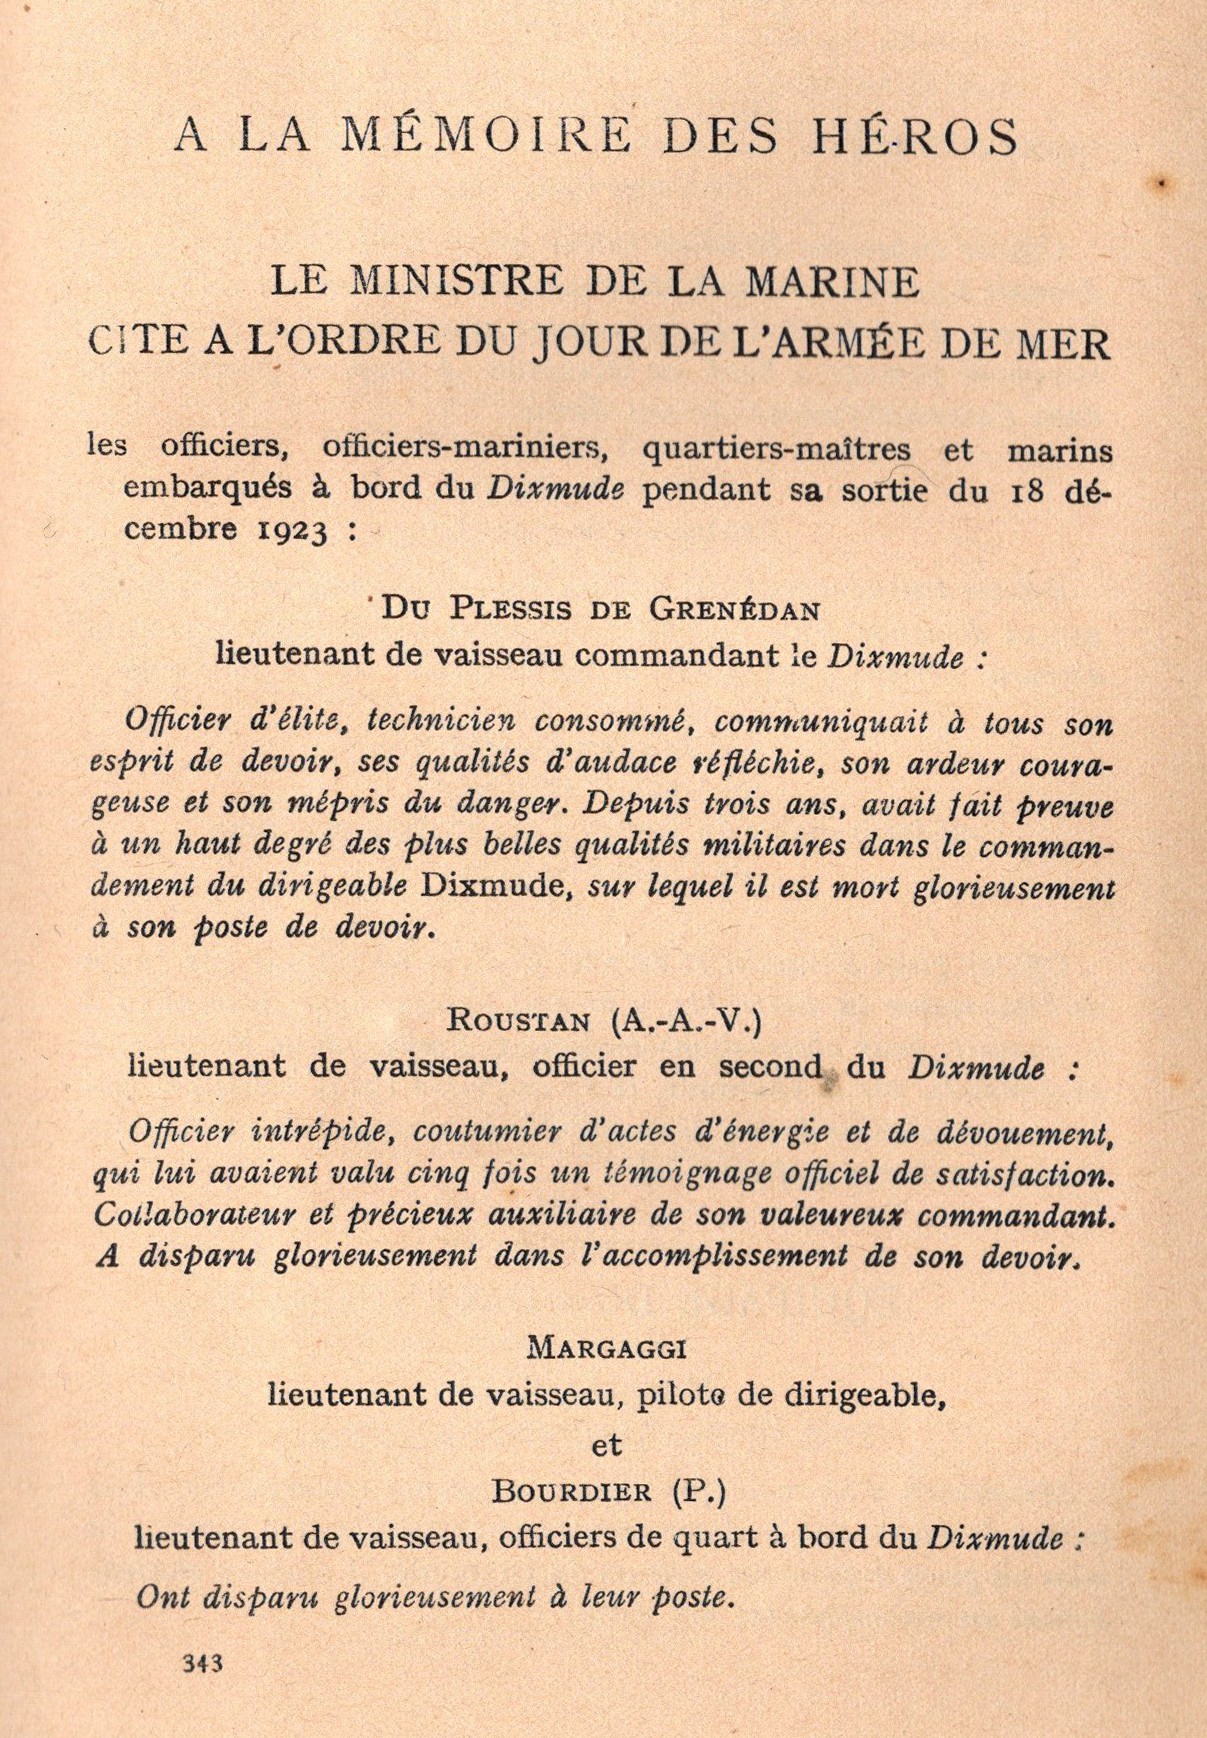 A LA MÉMOIRE DES HÉROS
LE MINISTRE DE LA MARINE
CITE A L'ORDRE DU JOUR DE L'ARMÉE DE MER
les officiers, officiers-mariniers, quartiers-maîtres et marins
embarqués à bord du Dixmude pendant sa sortie du 18 dé-
cembre 1923 :
DU PLESSIS DE GRENÉDAN
lieutenant de vaisseau commandant le Dixmude :
Officier d'élite, technicien consommé, communiquait à tous son
esprit de devoir, ses qualités d'audace réfléchie, son ardeur coura-
geuse et son mépris du danger. Depuis trois ans, avait fait preuve
à un haut degré des plus belles qualités militaires dans le comman-
dement du dirigeable Dixmude, sur lequel il est mort glorieusement
à son poste de devoir.
ROUSTAN (A.-A.-V.)
lieutenant de vaisseau, officier en second du Dixmude :
Officier intrépide, coutumier d'actes d'énergie et de dévouement,
qui lui avaient valu cinq fois un témoignage officiel de satisfaction.
Collaborateur et précieux auxiliaire de son valeureux commandant.
A disparu glorieusement dans l'accomplissement de son devoir.
MARGAGGI
lieutenant de vaisseau, pilote de dirigeable,
et
BOURDIER (P.)
lieutenant de vaisseau, officiers de quart à bord du Dixmude :
Ont disparu glorieusement à leur poste.
343